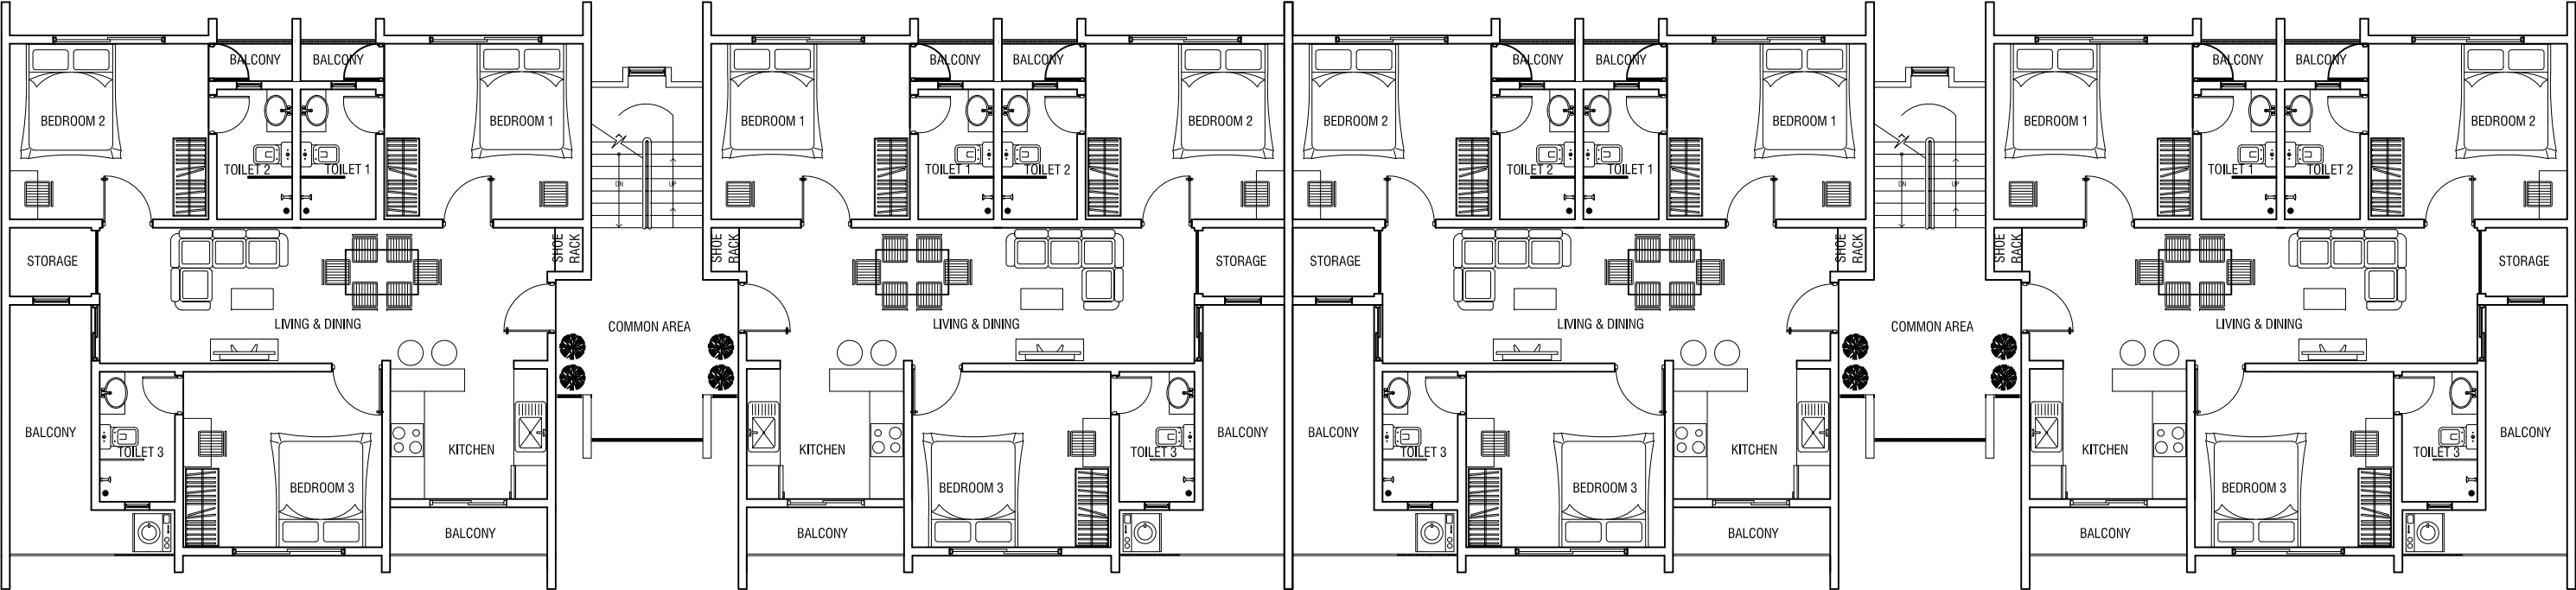 BALCONY
BALCONY
BALCONY
BALCONY
BALCONY
BALCONY
BALCONY
BALCONY
BEDROOM 2
BEDROOM 1
BEDROOM 1
BEDROOM 2
BEDROOM 2
BEDROOM 1
BEDROOM 1
BEDROOM 2
TOILET 2
TOILET 1
TOILET 1
TOILET 2
TOILET 2
TOILET 1
TOILET 1
TOILET 2
DN
UP
DN
UP
STORAGE
SHOE
RACK
SHOE
RACK
STORAGE
STORAGE
SHOE
RACK
SHOE
RACK
STORAGE
LIVING & DINING
COMMON AREA
LIVING & DINING
LIVING & DINING
COMMON AREA
LIVING & DINING
BALCONY
BALCONY
BALCONY
BALCONY
TOILET 3
KITCHEN
KITCHEN
TOILET 3
TOILET 3
KITCHEN
KITCHEN
TOILET 3
BEDROOM 3
BEDROOM 3
BEDROOM 3
BEDROOM 3
BALCONY
BALCONY
BALCONY
BALCONY